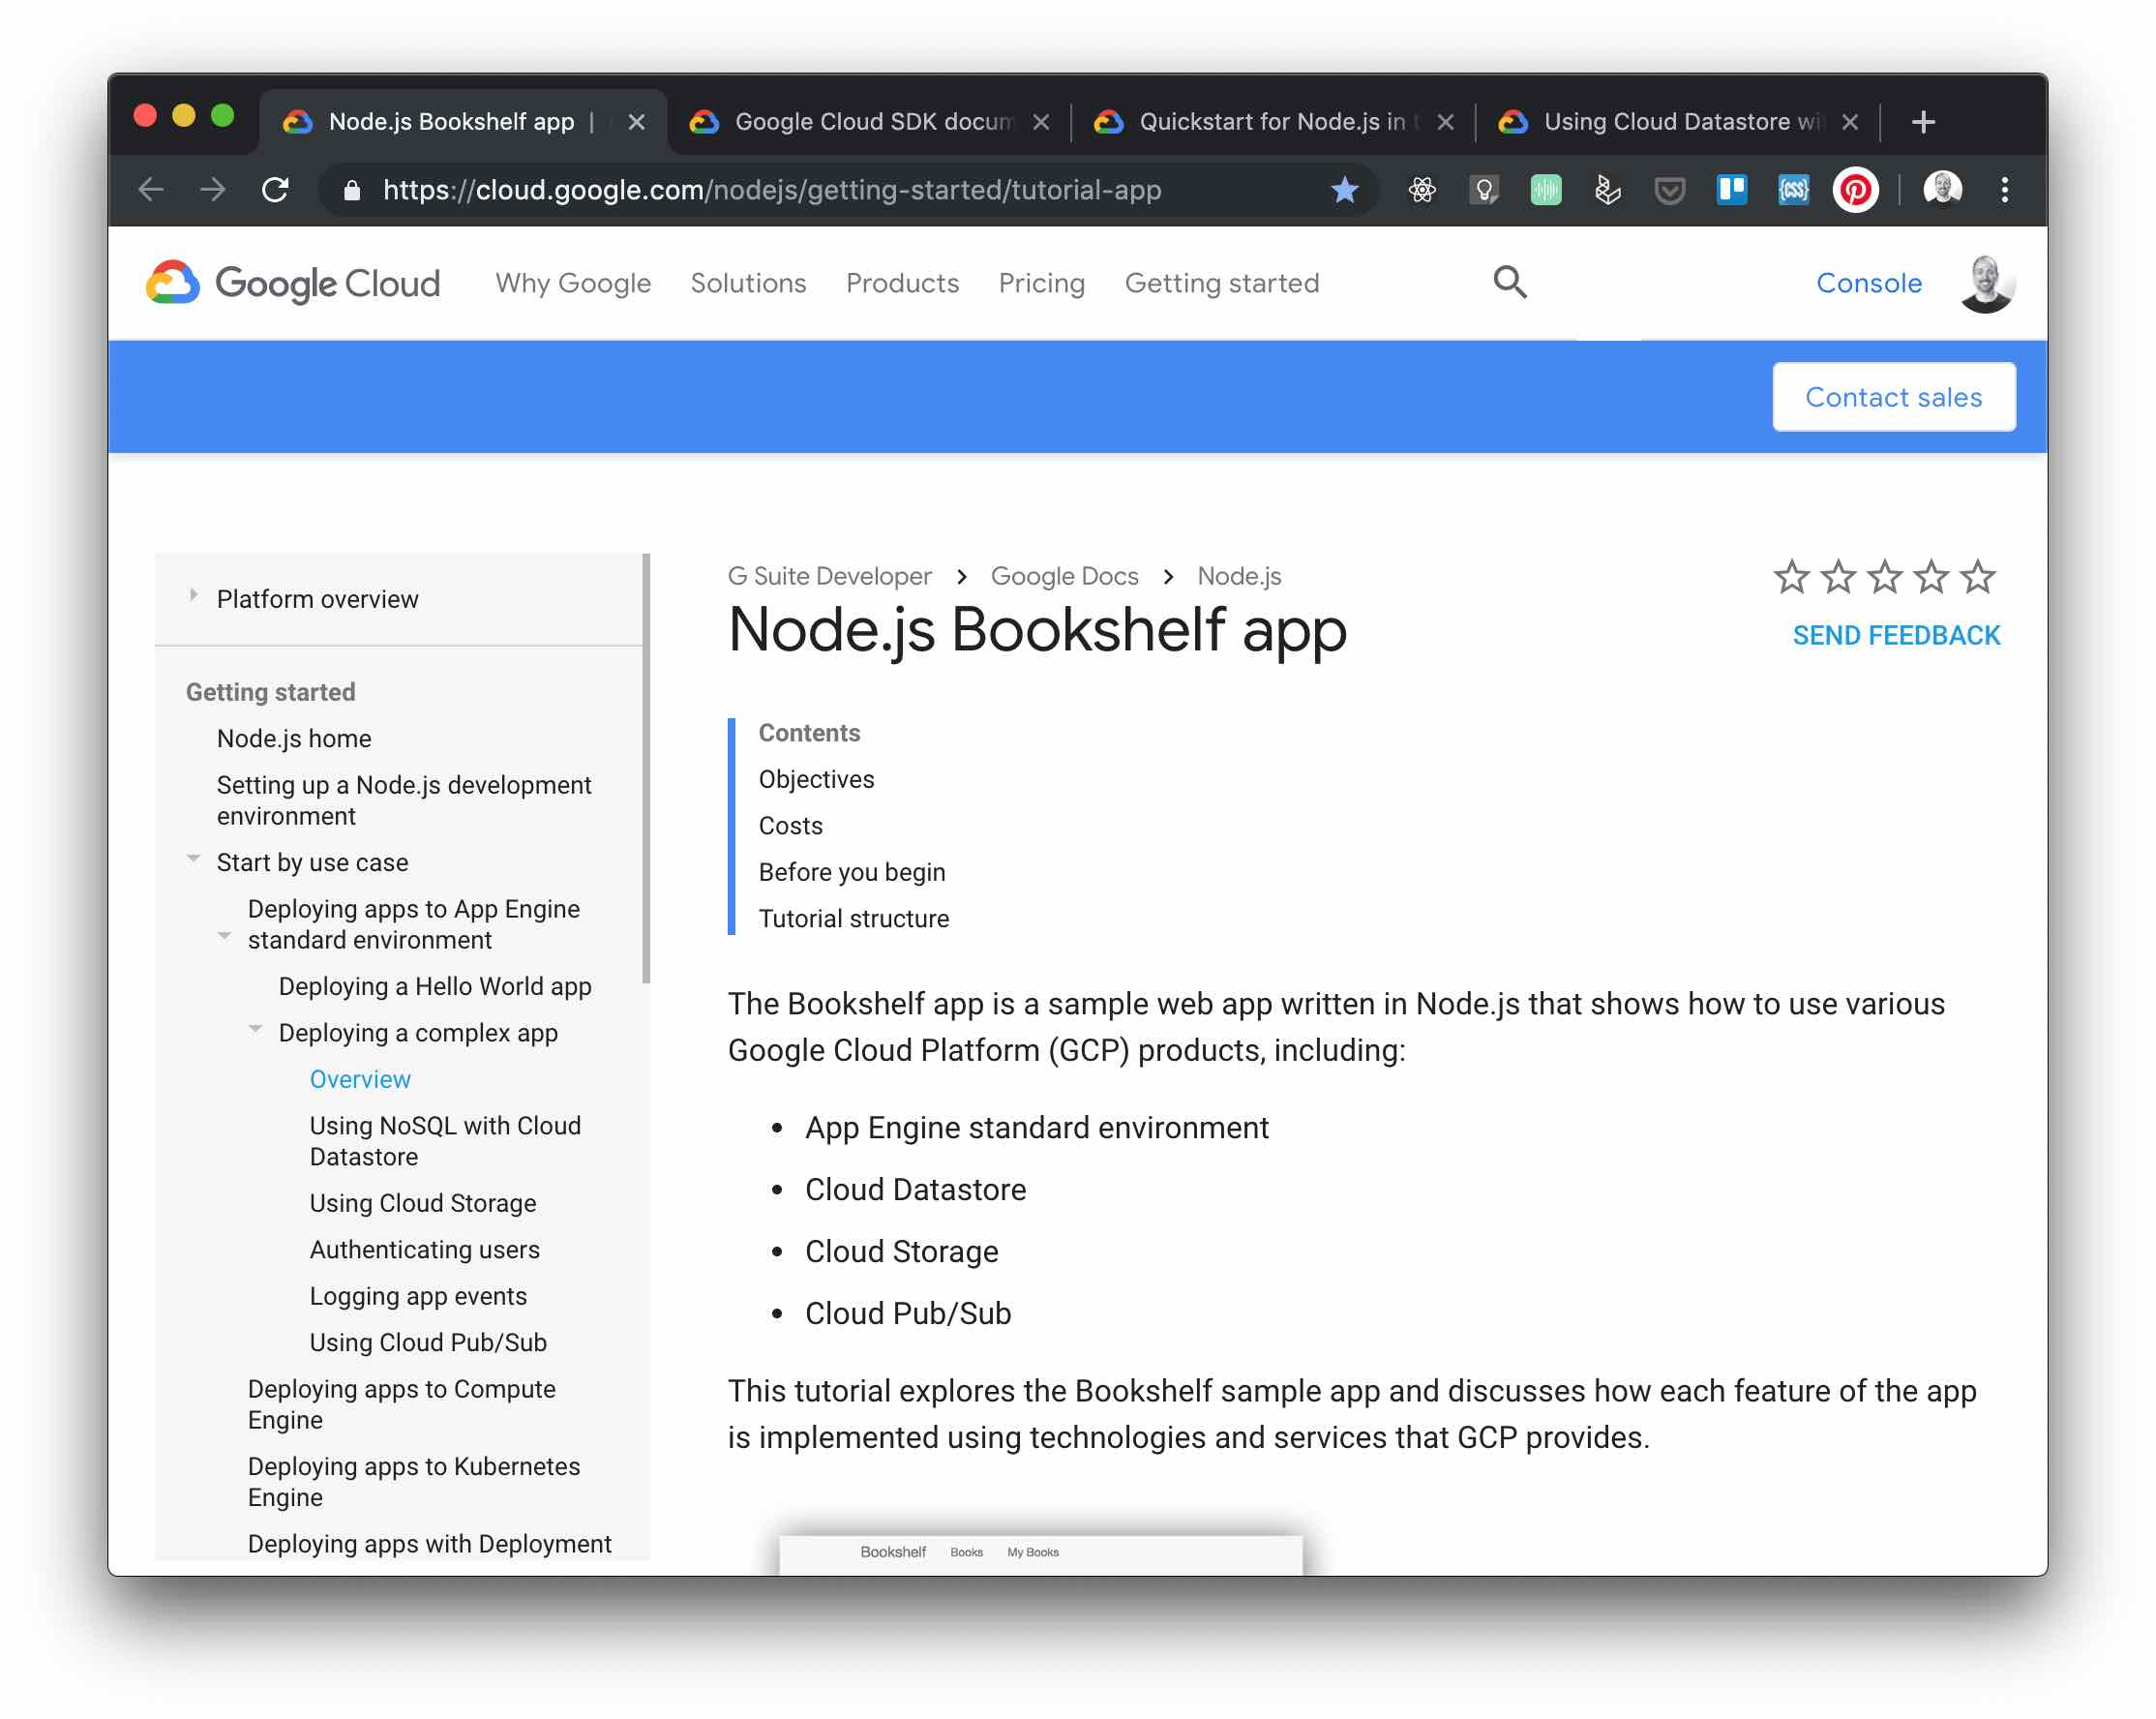 Node.js Bookshelf app |
Google Cloud SDK docum
Quickstart for Node.js in t
Using Cloud Datastore wi
https://cloud.google.com/nodejs/getting-started/tutorial-app
{css}
Google Cloud
Why Google
Solutions
Products
Pricing
Getting started
Console
Contact sales
Platform overview
Getting started
Node.js home
Setting up a Node.js development
environment
Start by use case
Deploying apps to App Engine
standard environment
Deploying a Hello World app
Deploying a complex app
Overview
Using NoSQL with Cloud
Datastore
Using Cloud Storage
Authenticating users
Logging app events
Using Cloud Pub/Sub
Deploying apps to Compute
Engine
Deploying apps to Kubernetes
Engine
Deploying apps with Deployment
G Suite Developer > Google Docs > Node.js
Node.js Bookshelf app
SEND FEEDBACK
Contents
Objectives
Costs
Before you begin
Tutorial structure
The Bookshelf app is a sample web app written in Node.js that shows how to use various
Google Cloud Platform (GCP) products, including:
• App Engine standard environment
• Cloud Datastore
• Cloud Storage
• Cloud Pub/Sub
This tutorial explores the Bookshelf sample app and discusses how each feature of the app
is implemented using technologies and services that GCP provides.
Bookshelf Books My Books